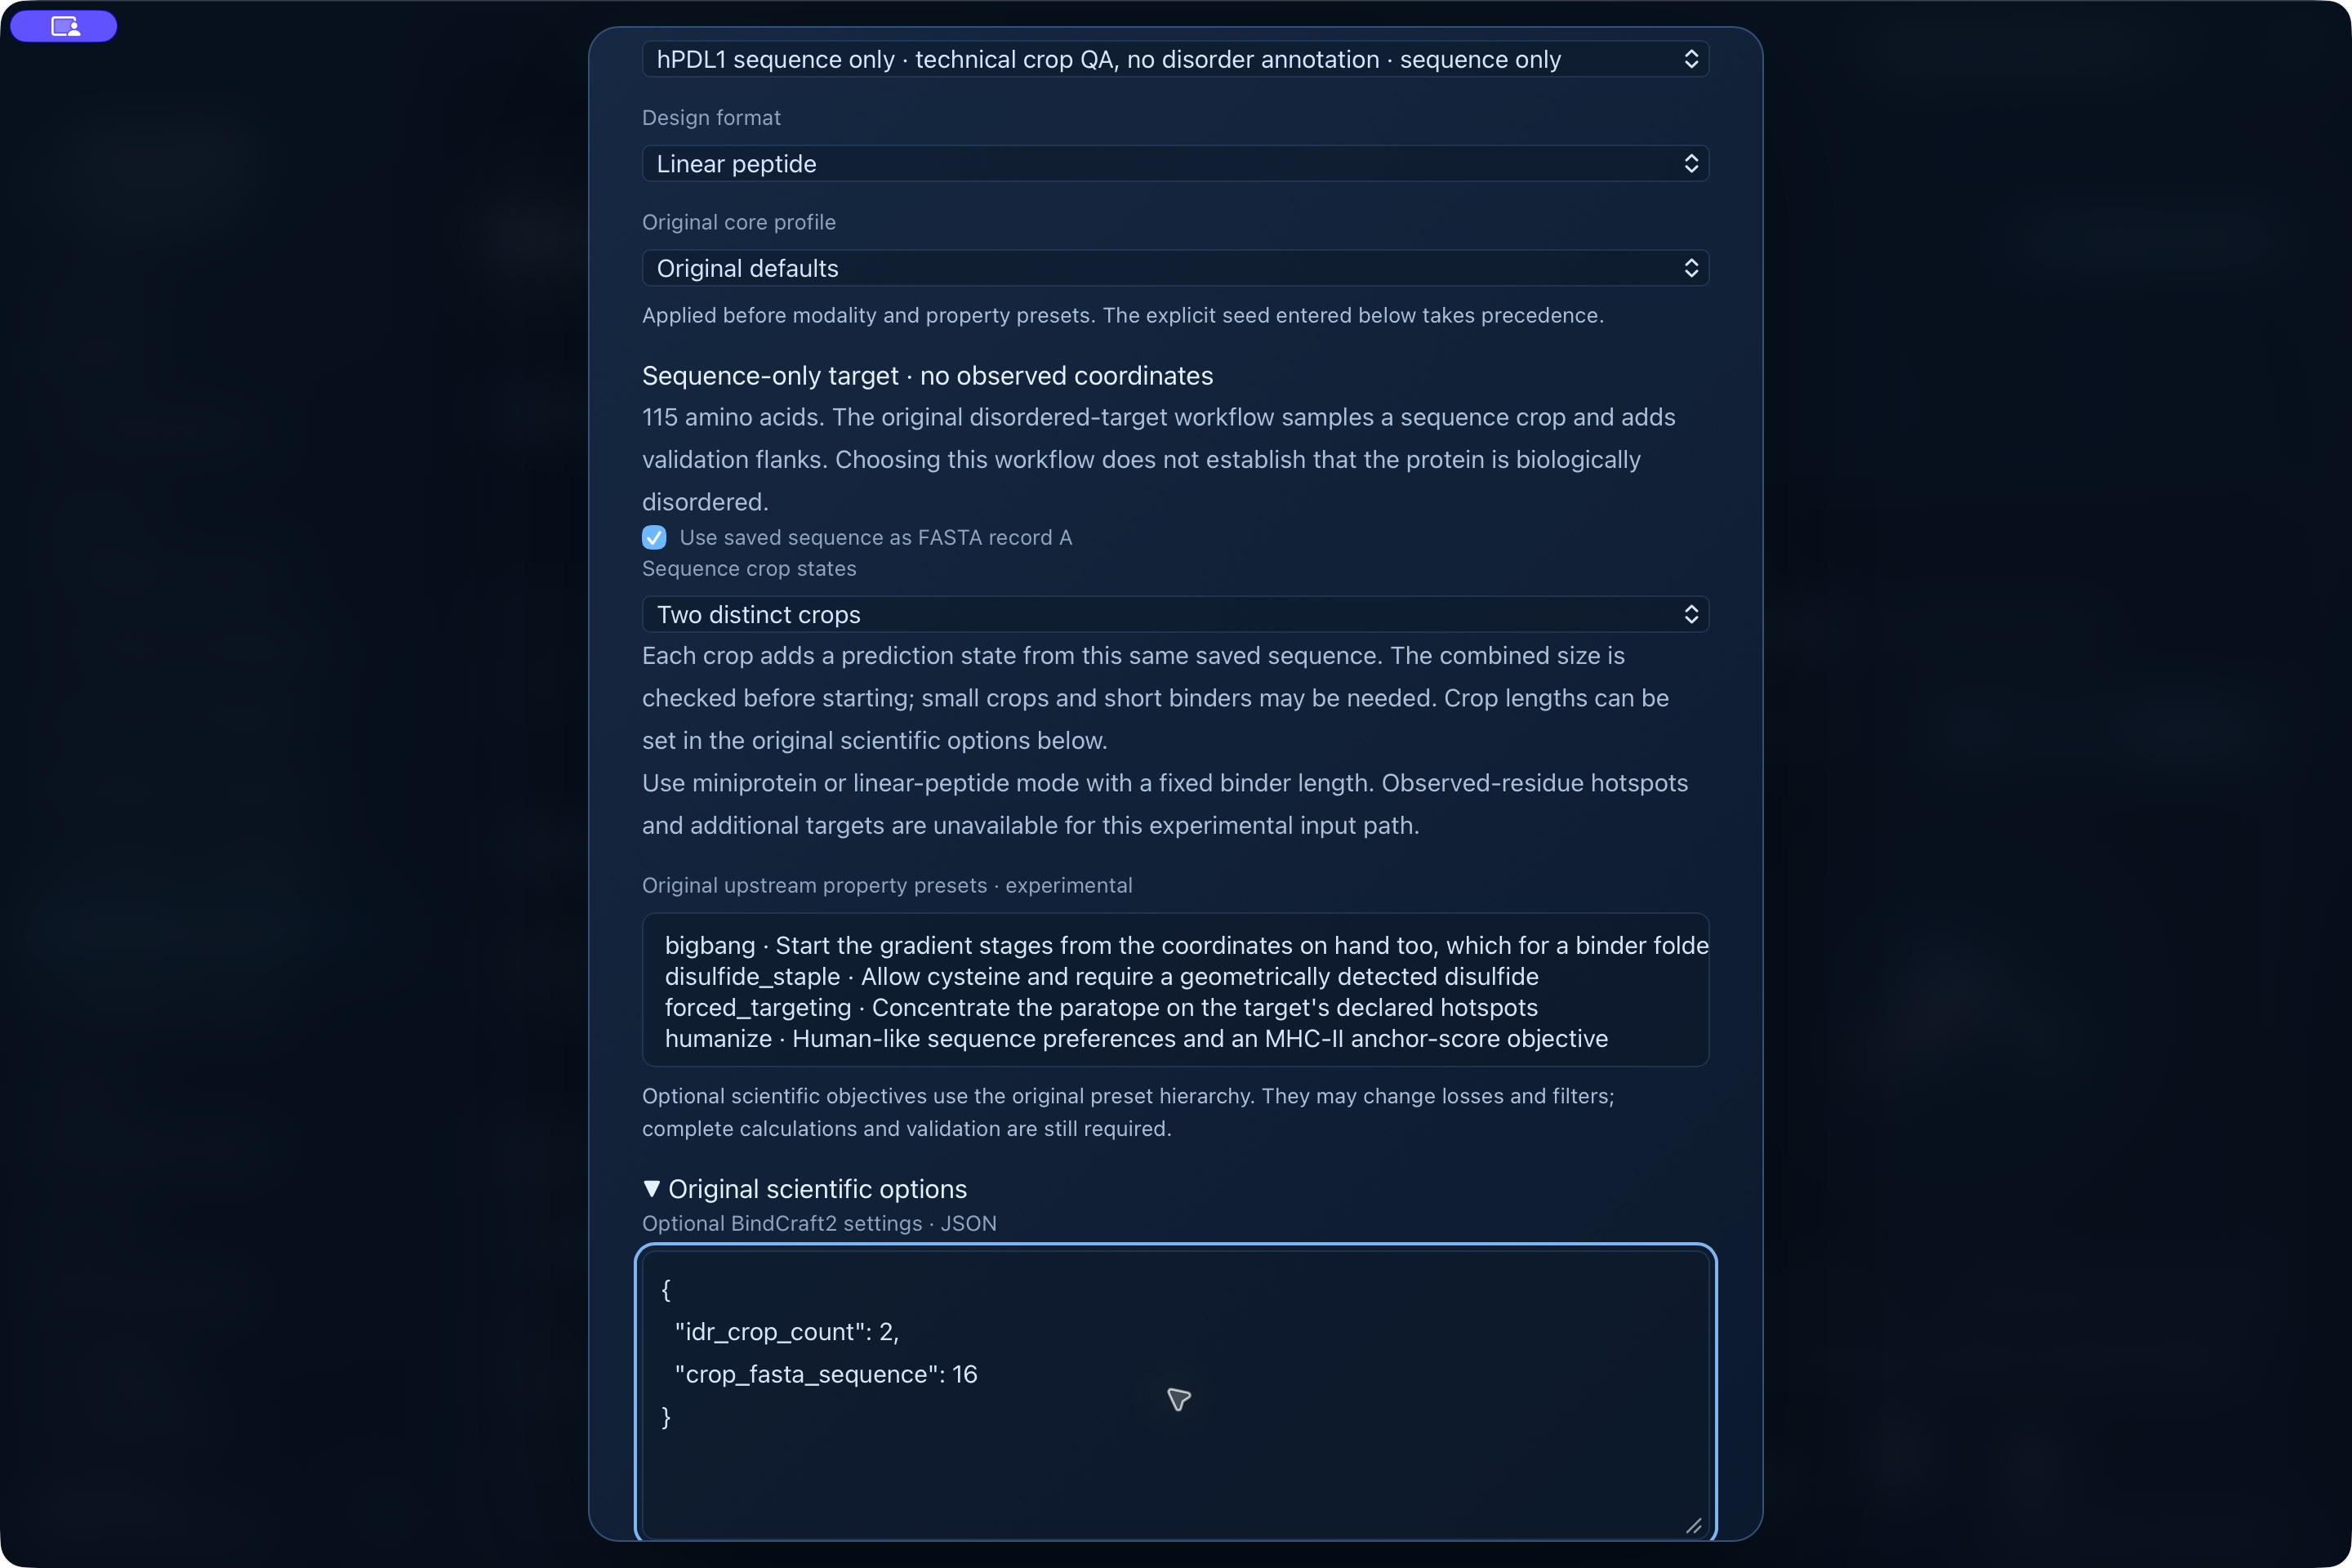 hPDL1 sequence only · technical crop QA, no disorder annotation · sequence only
Design format
Linear peptide
Original core profile
Original defaults
Applied before modality and property presets. The explicit seed entered below takes precedence.
Sequence-only target · no observed coordinates
115 amino acids. The original disordered-target workflow samples a sequence crop and adds
validation flanks. Choosing this workflow does not establish that the protein is biologically
disordered.
Use saved sequence as FASTA record A
Sequence crop states
Two distinct crops
Each crop adds a prediction state from this same saved sequence. The combined size is
checked before starting; small crops and short binders may be needed. Crop lengths can be
set in the original scientific options below.
Use miniprotein or linear-peptide mode with a fixed binder length. Observed-residue hotspots
and additional targets are unavailable for this experimental input path.
Original upstream property presets · experimental
bigbang · Start the gradient stages from the coordinates on hand too, which for a binder folde
disulfide_staple · Allow cysteine and require a geometrically detected disulfide
forced_targeting · Concentrate the paratope on the target's declared hotspots
humanize · Human-like sequence preferences and an MHC-II anchor-score objective
Optional scientific objectives use the original preset hierarchy. They may change losses and filters;
complete calculations and validation are still required.
▼ Original scientific options
Optional BindCraft2 settings · JSON
{
"idr_crop_count": 2,
"crop_fasta_sequence": 16
}